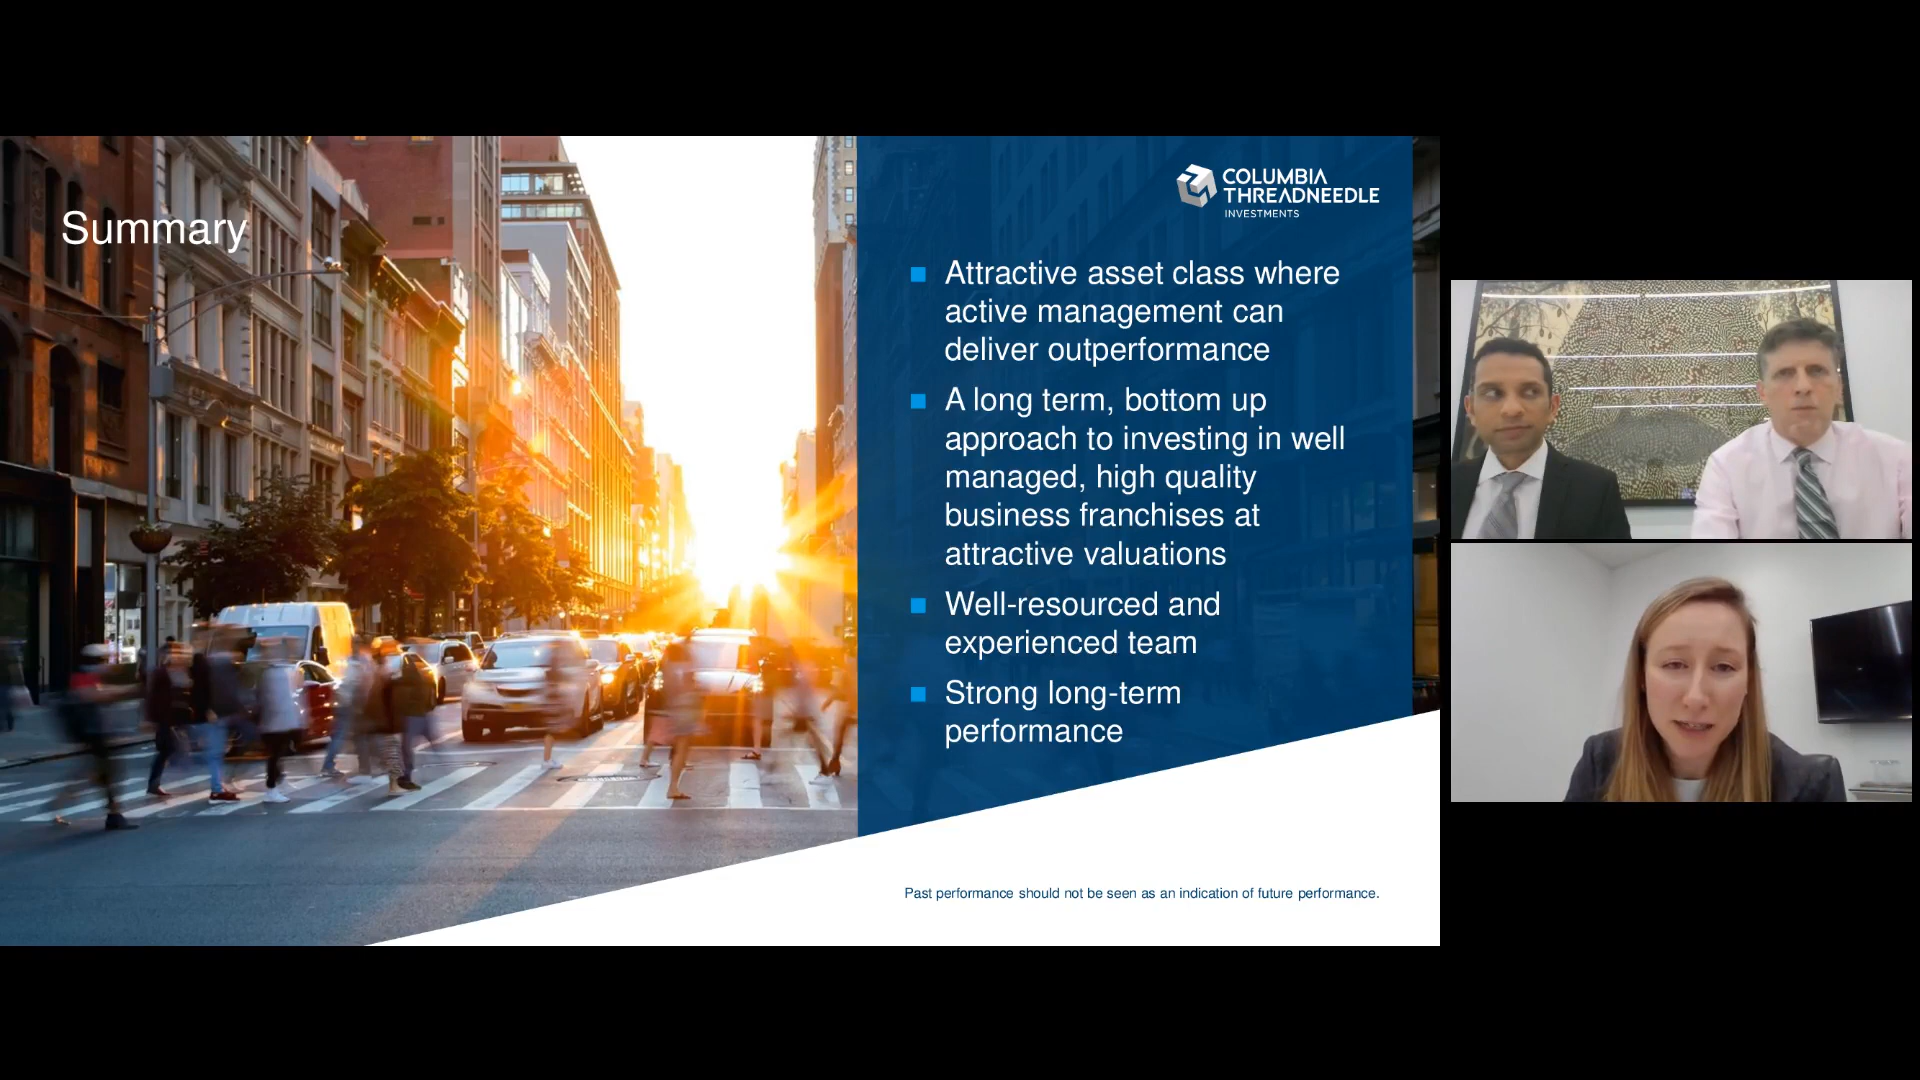 Summary
COLUMBIA
THREADNEEDLE
INVESTMENTS
Attractive asset class where
active management can
deliver outperformance
A long term, bottom up
approach to investing in well
managed, high quality
business franchises at
attractive valuations
Well-resourced and
experienced team
Strong long-term
performance
Past performance should not be seen as an indication of future performance.